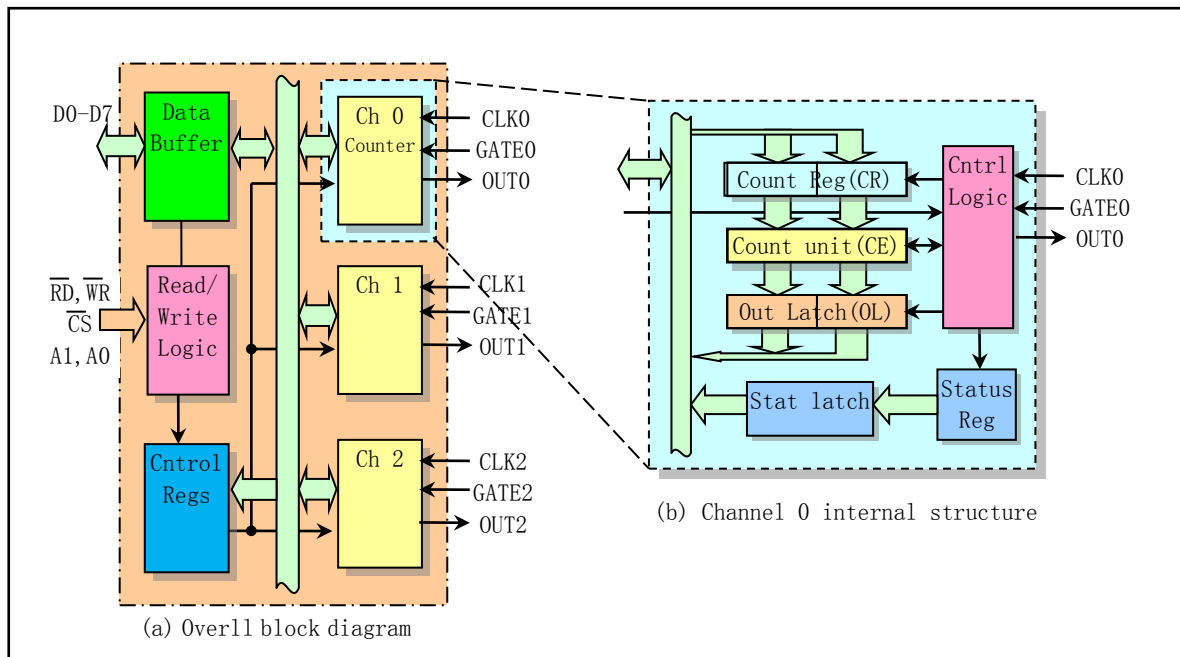 D0-D7
Data
Buffer
Ch 0
Counter
CLK0
GATE0
OUT0
RD, WR
CS
A1, A0
Read/
Write
Logic
Ch 1
CLK1
GATE1
OUT1
Cntrol
Regs
Ch 2
CLK2
GATE2
OUT2
(a) Overll block diagram
Count Reg(CR)
Cntrl
Logic
CLK0
GATE0
OUT0
Count unit(CE)
Out Latch(OL)
Stat latch
Status
Reg
(b) Channel 0 internal structure